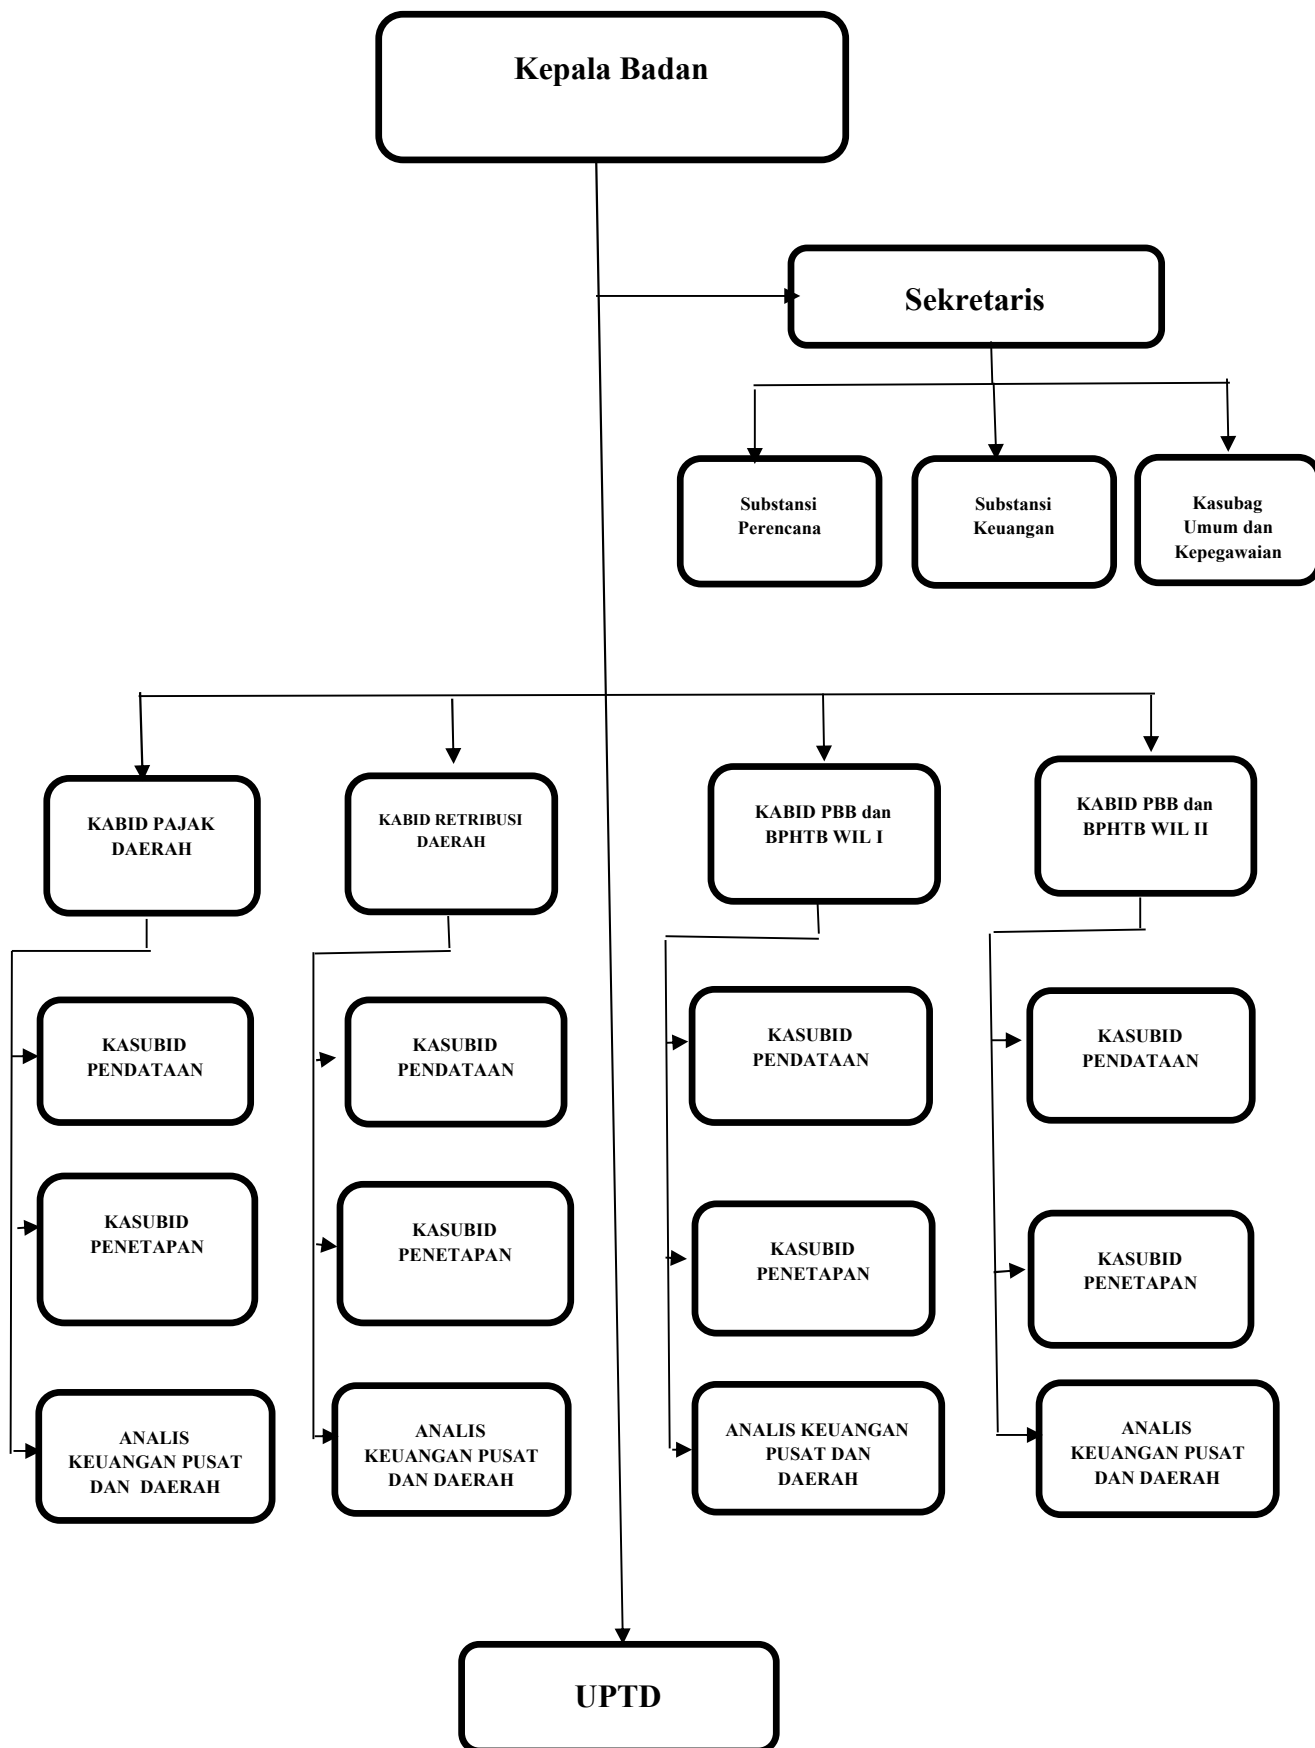 Kepala Badan
Sekretaris
Substansi
Perencana
Substansi
Keuangan
Kasubag
Umum dan
Kepegawaian
KABID PAJAK
DAERAH
KABID RETRIBUSI
DAERAH
KABID PBB dan
BPHTB WIL I
KABID PBB dan
BPHTB WIL II
KASUBID
PENDATAAN
KASUBID
PENDATAAN
KASUBID
PENDATAAN
KASUBID
PENDATAAN
KASUBID
PENETAPAN
KASUBID
PENETAPAN
KASUBID
PENETAPAN
KASUBID
PENETAPAN
ANALIS
KEUANGAN PUSAT
DAN DAERAH
ANALIS
KEUANGAN PUSAT
DAN DAERAH
ANALIS KEUANGAN
PUSAT DAN
DAERAH
ANALIS
KEUANGAN PUSAT
DAN DAERAH
UPTD